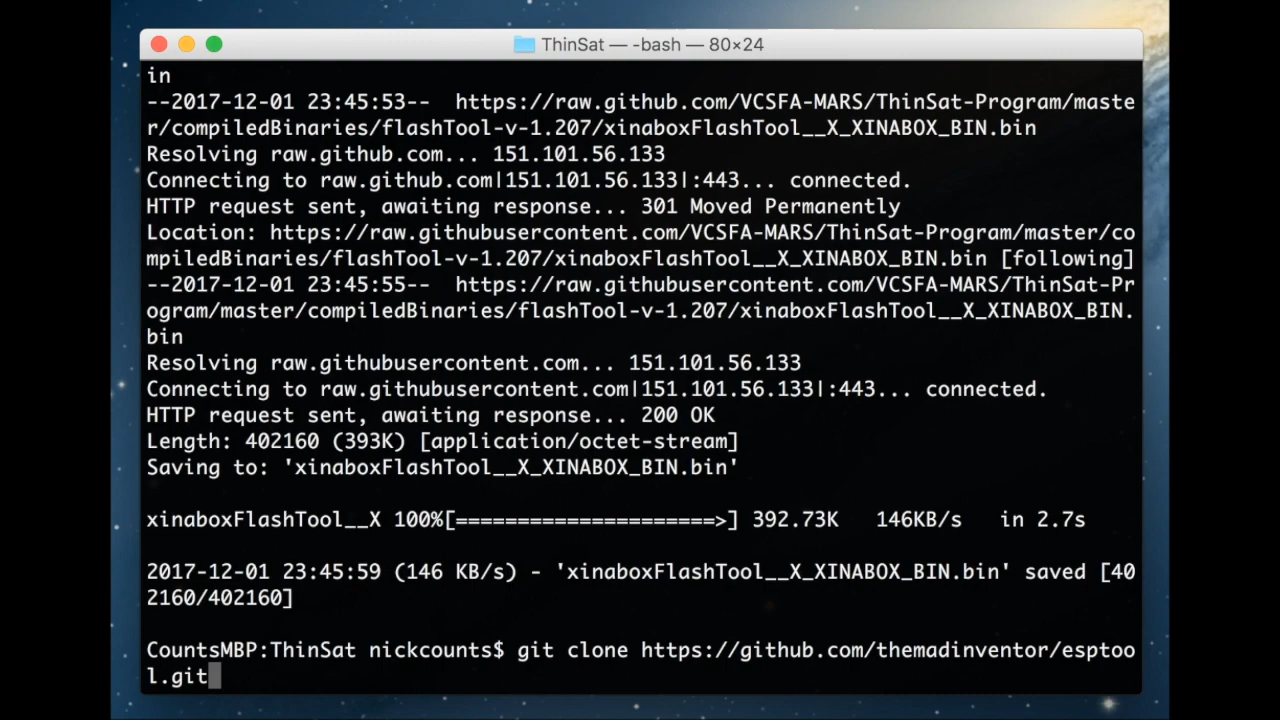 ThinSat — -bash — 80×24
in
--2017-12-01 23:45:53--  https://raw.github.com/VCSFA-MARS/ThinSat-Program/maste
r/compiledBinaries/flashTool-v-1.207/xinaboxFlashTool__X_XINABOX_BIN.bin
Resolving raw.github.com... 151.101.56.133
Connecting to raw.github.com|151.101.56.133|:443... connected.
HTTP request sent, awaiting response... 301 Moved Permanently
Location: https://raw.githubusercontent.com/VCSFA-MARS/ThinSat-Program/master/co
mpiledBinaries/flashTool-v-1.207/xinaboxFlashTool__X_XINABOX_BIN.bin [following]
--2017-12-01 23:45:55--  https://raw.githubusercontent.com/VCSFA-MARS/ThinSat-Pr
ogram/master/compiledBinaries/flashTool-v-1.207/xinaboxFlashTool__X_XINABOX_BIN.
bin
Resolving raw.githubusercontent.com... 151.101.56.133
Connecting to raw.githubusercontent.com|151.101.56.133|:443... connected.
HTTP request sent, awaiting response... 200 OK
Length: 402160 (393K) [application/octet-stream]
Saving to: 'xinaboxFlashTool__X_XINABOX_BIN.bin'
xinaboxFlashTool__X 100%[=====================>] 392.73K   146KB/s   in 2.7s
2017-12-01 23:45:59 (146 KB/s) - 'xinaboxFlashTool__X_XINABOX_BIN.bin' saved [40
2160/402160]
CountsMBP:ThinSat nickcounts$ git clone https://github.com/themadinventor/esptoo
l.git